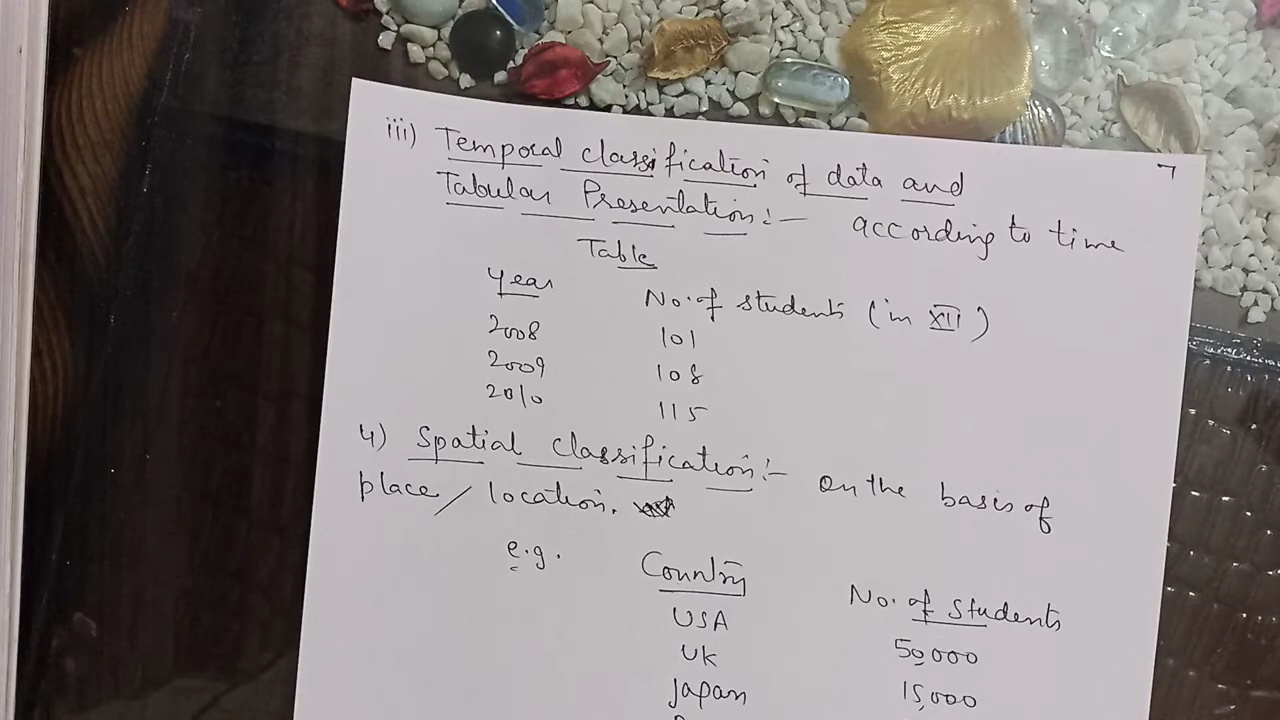 7
iii) Temporal classification of data and
Tabular Presentation:- according to time
Table
Year No. of students (in XII)
2008 101
2009 108
2010 115
4) Spatial classification:- on the basis of
place/location.
e.g. Country No. of students
USA 50,000
UK 15,000
Japan